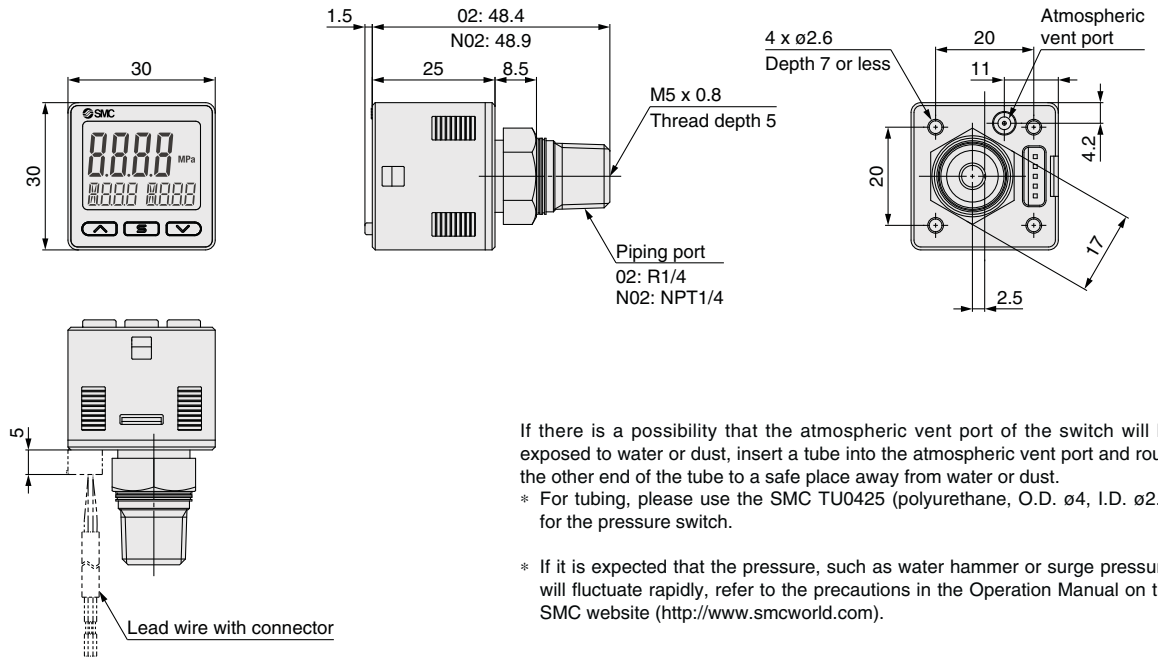 1.5
02: 48.4
N02: 48.9
Atmospheric
vent port
4 x ø2.6
Depth 7 or less
20
11
30
25
8.5
M5 x 0.8
Thread depth 5
SMC
8.8.8.8
MPa
30
20
4.2
17
2.5
Piping port
02: R1/4
N02: NPT1/4
S
5
Lead wire with connector
If there is a possibility that the atmospheric vent port of the switch will
exposed to water or dust, insert a tube into the atmospheric vent port and
the other end of the tube to a safe place away from water or dust.
* For tubing, please use the SMC TU0425 (polyurethane, O.D. ø4, I.D.
for the pressure switch.
* If it is expected that the pressure, such as water hammer or surge
will fluctuate rapidly, refer to the precautions in the Operation Manual on
SMC website (http://www.smcworld.com).